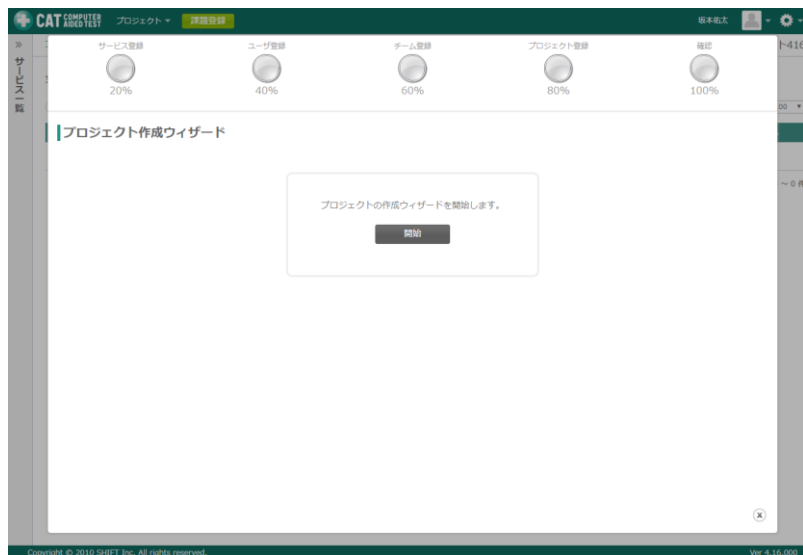 CAT COMPUTER AIDED TEST プロジェクト 課題登録 坂本祐太
サービス一覧
サービス登録 ユーザ登録 チーム登録 プロジェクト登録 確認
20% 40% 60% 80% 100%
プロジェクト作成ウィザード
プロジェクトの作成ウィザードを開始します。
開始
～0件
Copyright © 2010 SHIFT Inc. All rights reserved. Ver 4.16.000